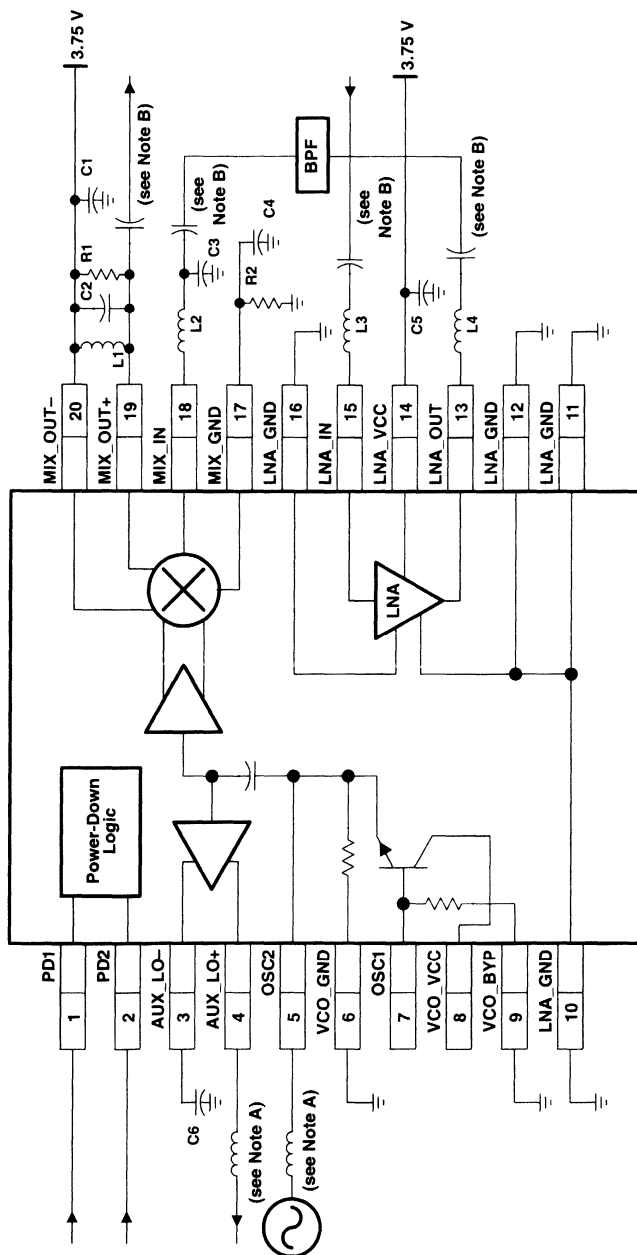 3.75 V
C1
(see Note B)
R1
C2
L1
MIX_OUT–
20
MIX_OUT+
19
(see Note B)
C3
L2
MIX_IN
18
C4
R2
MIX_GND
17
LNA_GND
16
BPF
(see Note B)
L3
LNA_IN
15
3.75 V
C5
LNA_VCC
14
(see Note B)
L4
LNA_OUT
13
LNA_GND
12
LNA_GND
11
LNA
Power-Down
Logic
PD1
1
PD2
2
AUX_LO–
3
C6
AUX_LO+
4
(see Note A)
OSC2
5
(see Note A)
VCO_GND
6
OSC1
7
VCO_VCC
8
VCO_BYP
9
LNA_GND
10